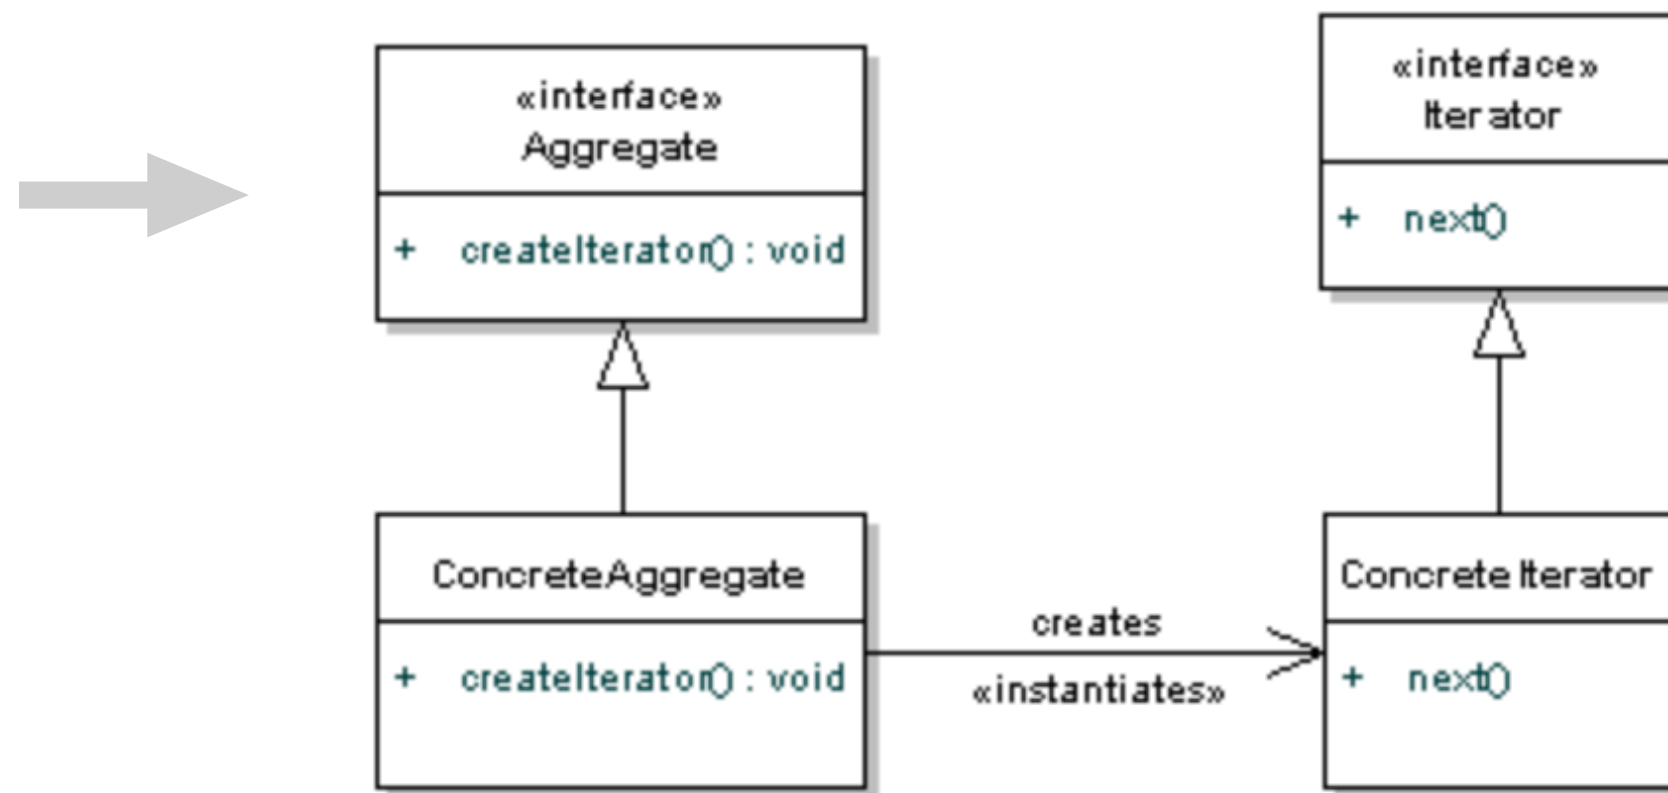 «interface»
Aggregate
+ createIterator() : void
«interface»
Iterator
+ next()
ConcreteAggregate
+ createIterator() : void
creates
«instantiates»
ConcreteIterator
+ next()